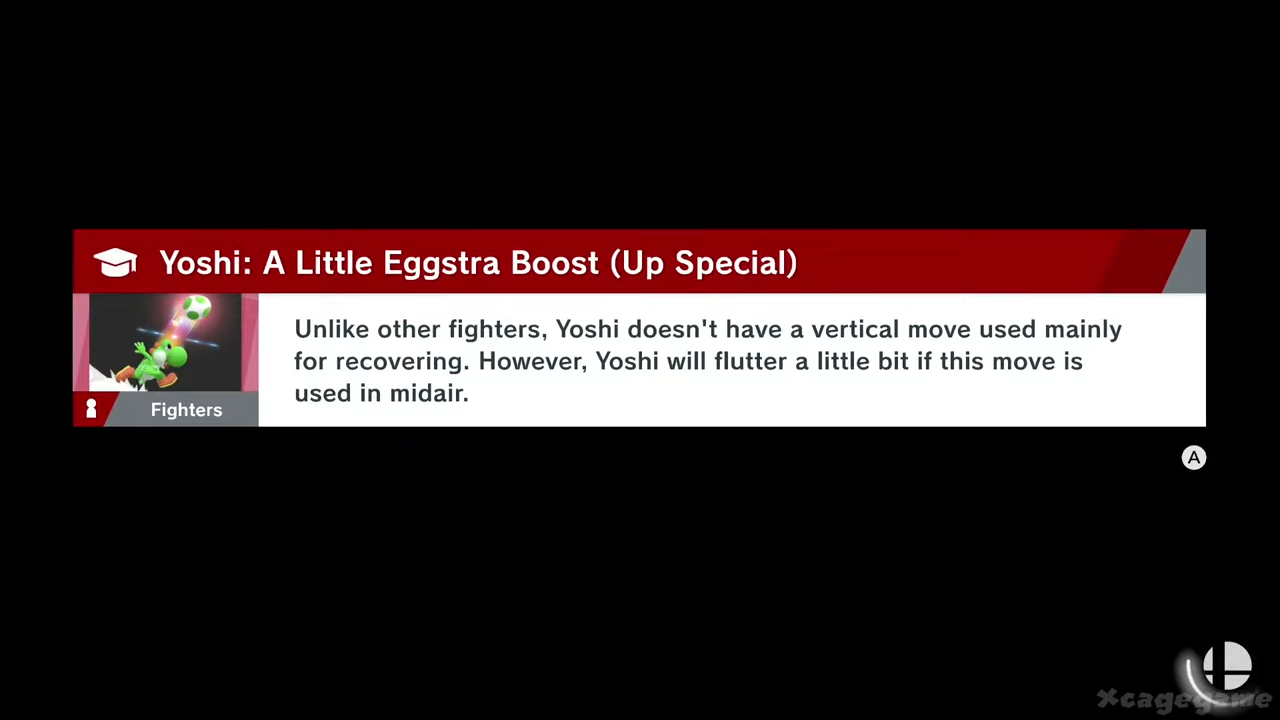 Yoshi: A Little Eggstra Boost (Up Special)
Unlike other fighters, Yoshi doesn't have a vertical move used mainly
for recovering. However, Yoshi will flutter a little bit if this move is
used in midair.
Fighters
A
Xcagegame